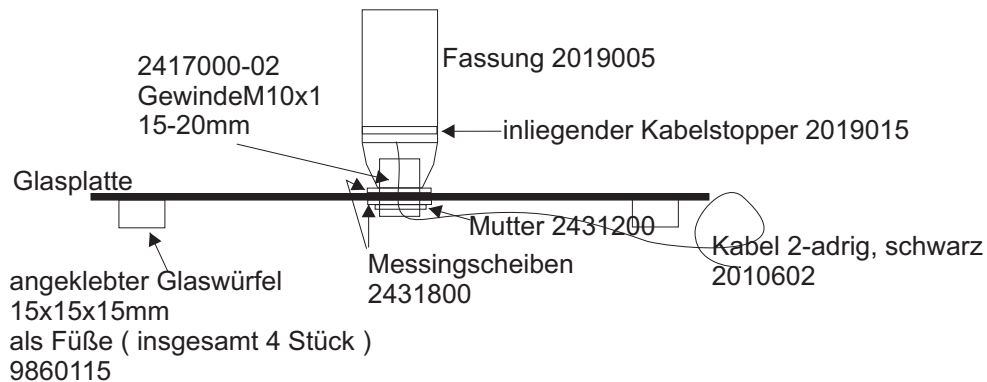 2417000-02
GewindeM10x1
15-20mm
Fassung 2019005
inliegender Kabelstopper 2019015
Glasplatte
Mutter 2431200
Kabel 2-adrig, schwarz
2010602
Messingscheiben
2431800
angeklebter Glaswürfel
15x15x15mm
als Füße ( insgesamt 4 Stück )
9860115